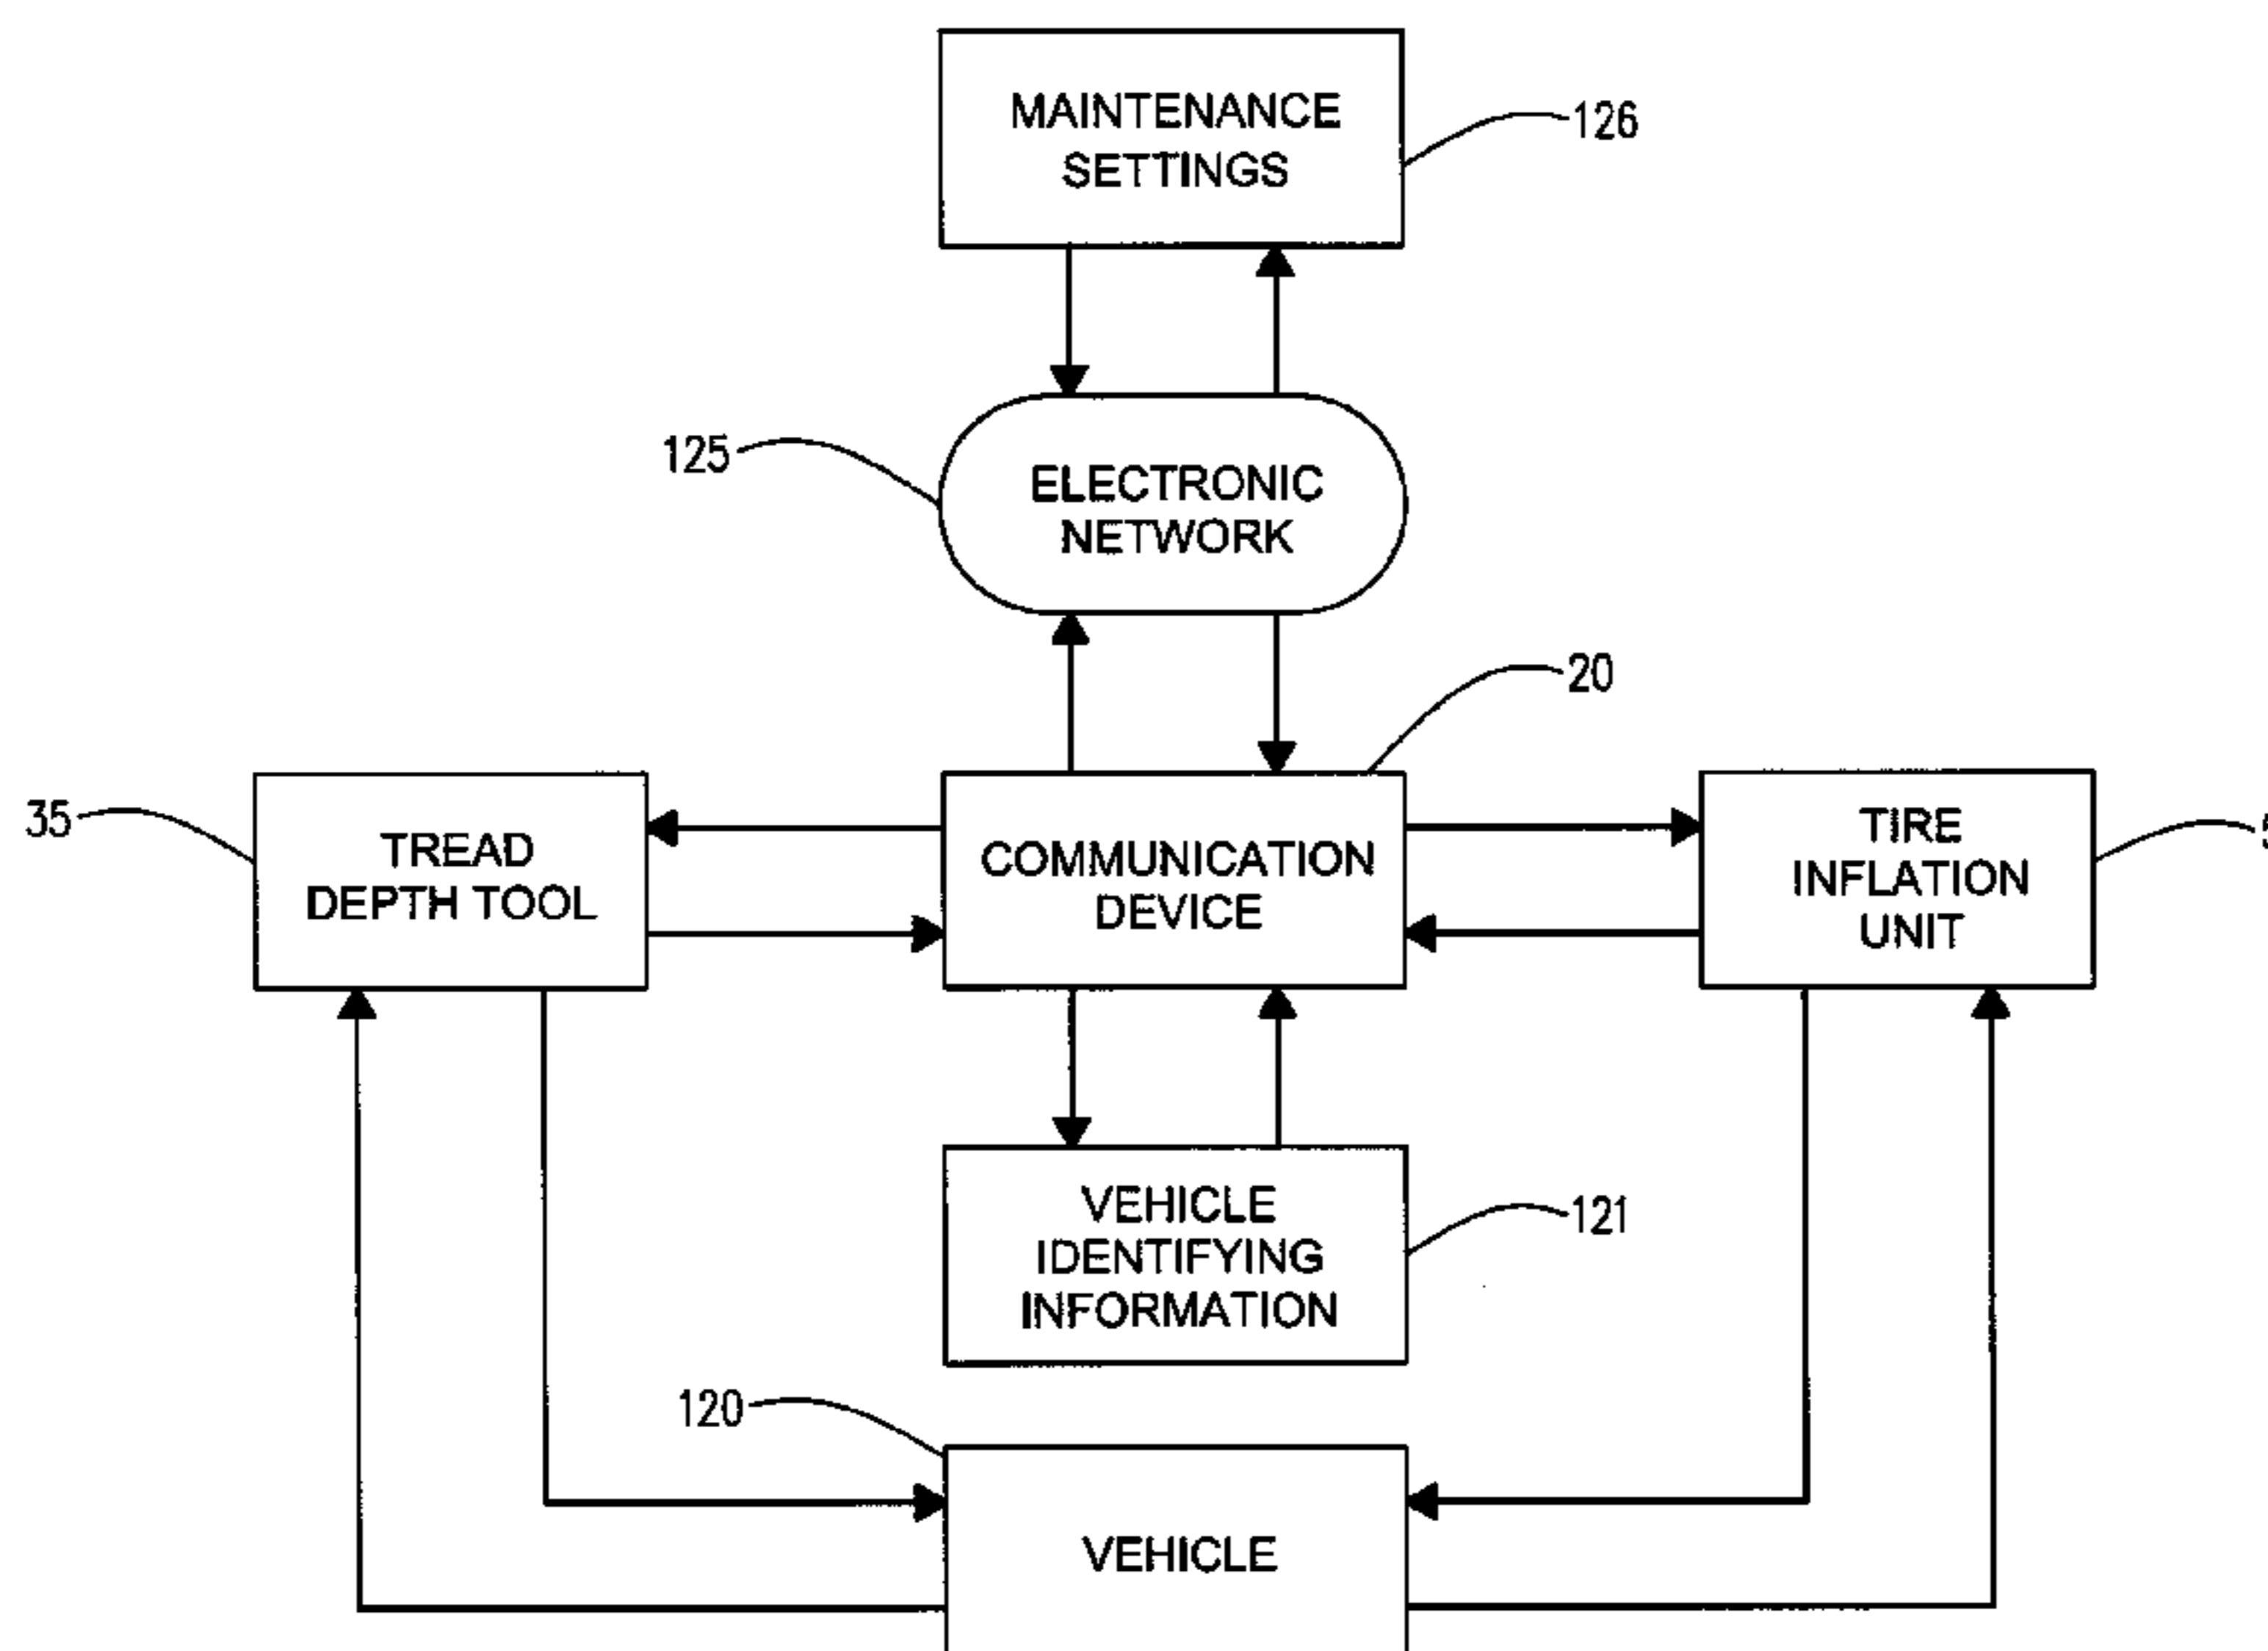 MAINTENANCE
SETTINGS
126
125
ELECTRONIC
NETWORK
20
35
TREAD
DEPTH TOOL
COMMUNICATION
DEVICE
TIRE
INFLATION
UNIT
VEHICLE
IDENTIFYING
INFORMATION
121
120
VEHICLE